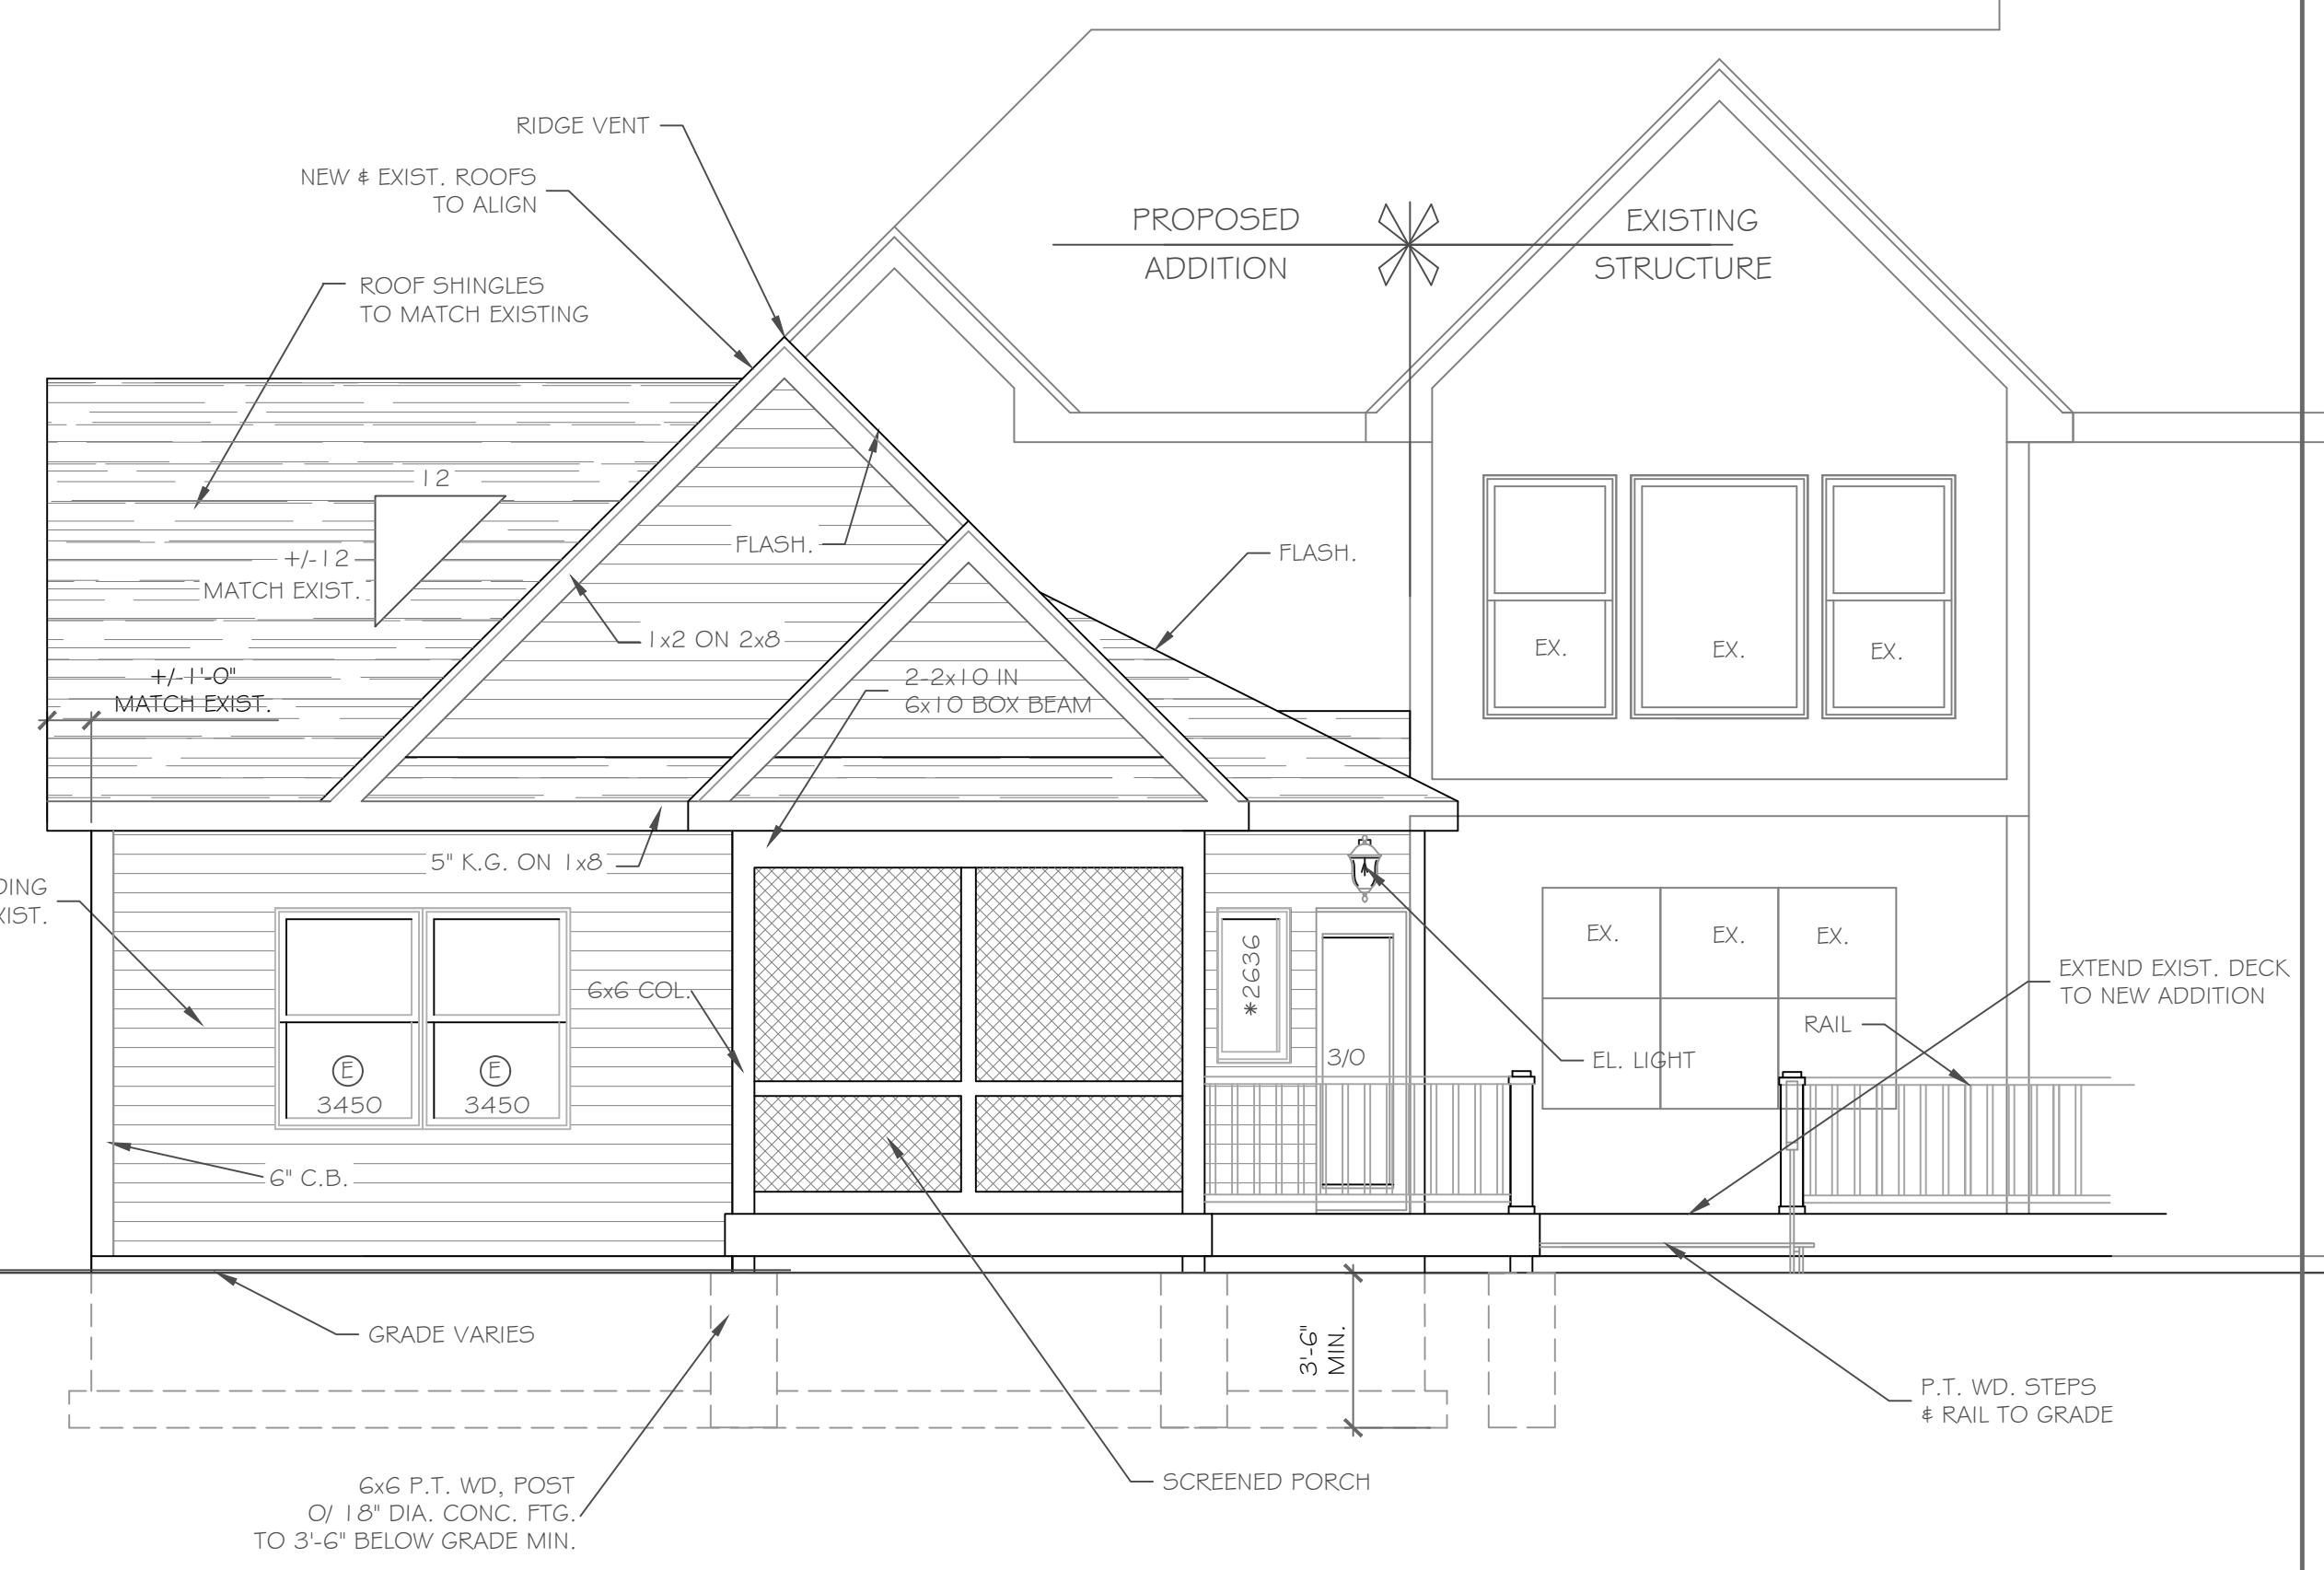 RIDGE VENT
NEW & EXIST. ROOFS
TO ALIGN
PROPOSED
ADDITION
EXISTING
STRUCTURE
ROOF SHINGLES
TO MATCH EXISTING
12
+/-12
MATCH EXIST.
FLASH.
FLASH.
1x2 ON 2x8
EX.
EX.
EX.
+/-1'-0"
MATCH EXIST.
2-2x10 IN
6x10 BOX BEAM
5" K.G. ON 1x8
DING
XIST.
6x6 COL.
*2636
3/0
EX.
EX.
EX.
EXTEND EXIST. DECK
TO NEW ADDITION
RAIL
EL. LIGHT
E
3450
E
3450
6" C.B.
GRADE VARIES
3'-6"
MIN.
P.T. WD. STEPS
& RAIL TO GRADE
SCREENED PORCH
6x6 P.T. WD, POST
O/ 18" DIA. CONC. FTG.
TO 3'-6" BELOW GRADE MIN.